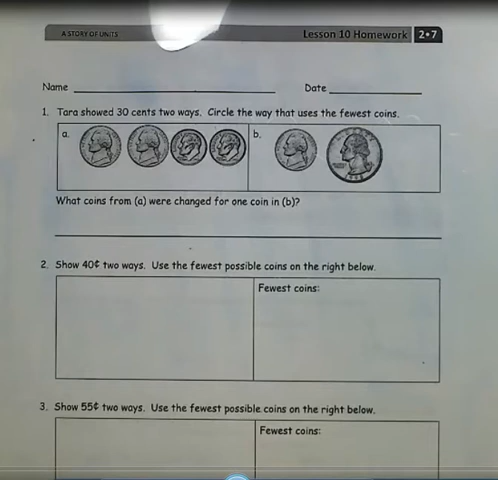 A STORY OF UNITS
Lesson 10 Homework 2•7
Name
Date
1. Tara showed 30 cents two ways. Circle the way that uses the fewest coins.
a.
b.
What coins from (a) were changed for one coin in (b)?
2. Show 40¢ two ways. Use the fewest possible coins on the right below.
Fewest coins:
3. Show 55¢ two ways. Use the fewest possible coins on the right below.
Fewest coins: